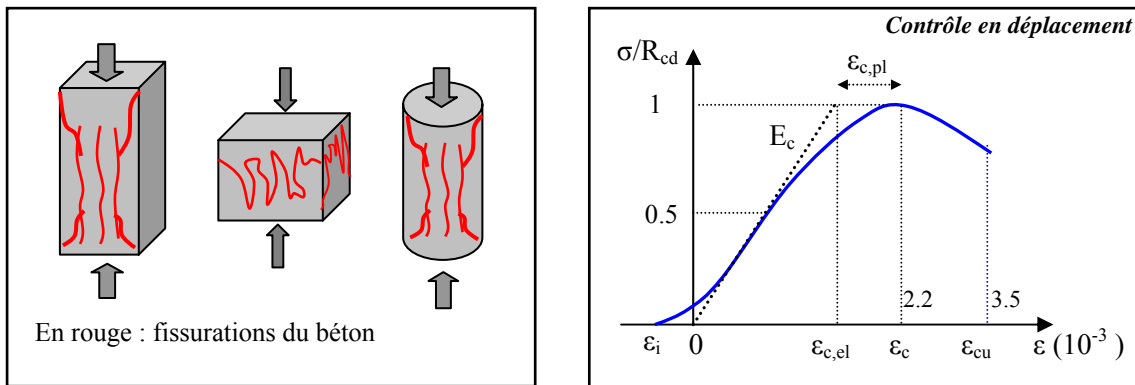 En rouge : fissurations du béton
Contrôle en déplacement
σ/R_cd
ε_c,pl
1
E_c
0.5
2.2
3.5
ε_i
0
ε_c,el
ε_c
ε_cu
ε (10⁻³)